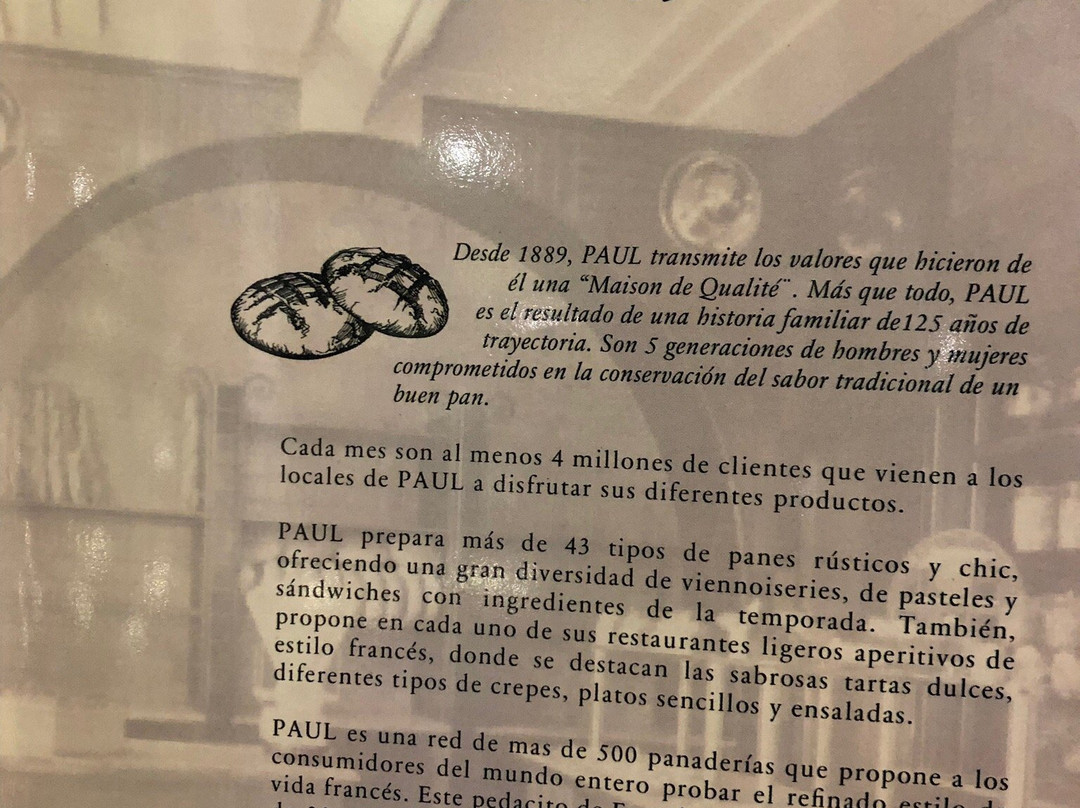 Desde 1889, PAUL transmite los valores que hicieron de
él una “Maison de Qualité¨. Más que todo, PAUL
es el resultado de una historia familiar de125 años de
trayectoria. Son 5 generaciones de hombres y mujeres
comprometidos en la conservación del sabor tradicional de un
buen pan.
Cada mes son al menos 4 millones de clientes que vienen a los
locales de PAUL a disfrutar sus diferentes productos.
PAUL prepara más de 43 tipos de panes rústicos y chic,
ofreciendo una gran diversidad de viennoiseries, de pasteles y
sándwiches con ingredientes de la temporada. También,
propone en cada uno de sus restaurantes ligeros aperitivos de
estilo francés, donde se destacan las sabrosas tartas dulces,
diferentes tipos de crepes, platos sencillos y ensaladas.
PAUL es una red de mas de 500 panaderías que propone a los
consumidores del mundo entero probar el refinado estilo
vida francés. Este pedacito de